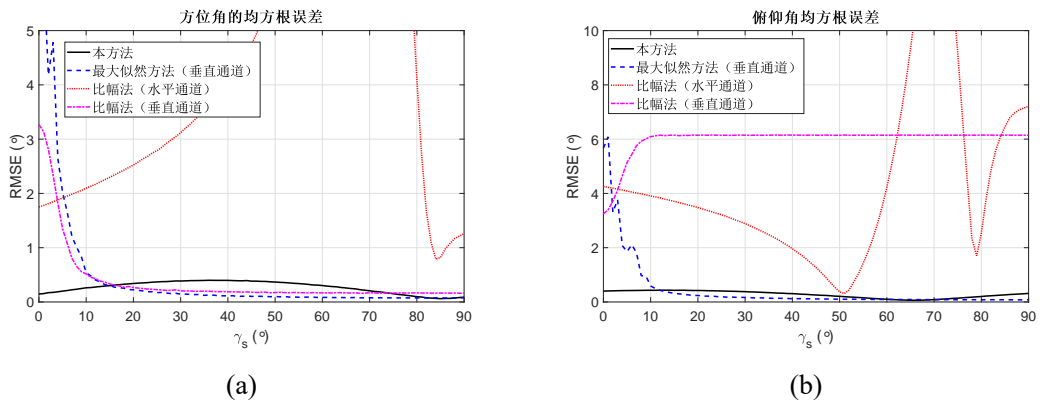 方位角的均方根误差
5
4
3
2
1
0
RMSE (°)
本方法
最大似然方法（垂直通道）
比幅法（水平通道）
比幅法（垂直通道）
0 10 20 30 40 50 60 70 80 90
γs (°)
(a)
俯仰角均方根误差
10
8
6
4
2
0
RMSE (°)
本方法
最大似然方法（垂直通道）
比幅法（水平通道）
比幅法（垂直通道）
0 10 20 30 40 50 60 70 80 90
γs (°)
(b)